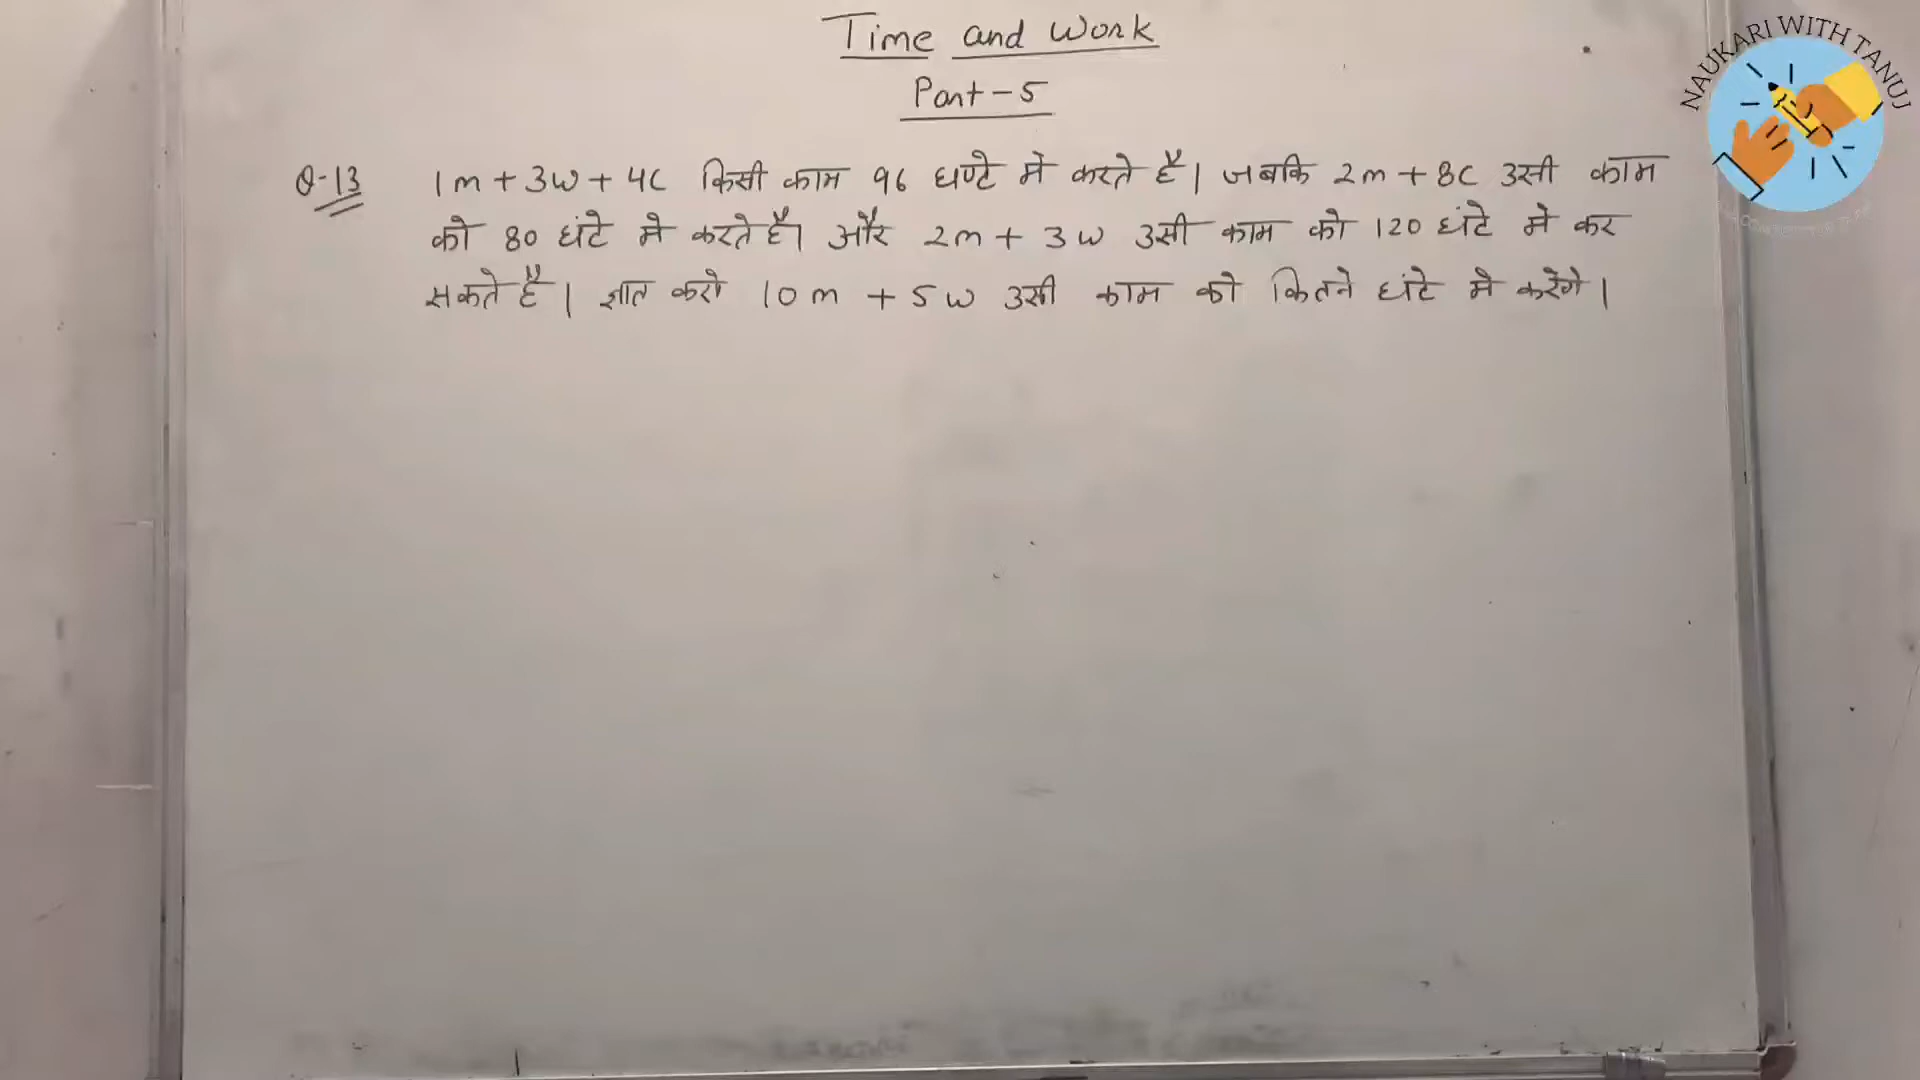 Time and Work
Part-5
Q-13 1m+3w+4c किसी काम 96 घण्टे मे करते हैं। जबकि 2m+8c उसी काम
को 80 घंटे मे करते हैं। और 2m+3w उसी काम को 120 घंटे मे कर
सकते हैं। ज्ञात करो 10m+5w उसी काम को कितने घंटे मे करेंगे।
NAUKARI WITH TANUJ